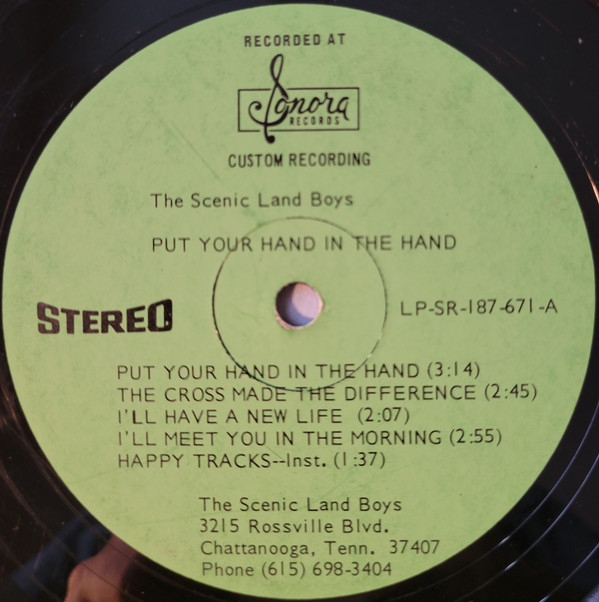 RECORDED AT
Sonora
RECORDS
CUSTOM RECORDING
The Scenic Land Boys
PUT YOUR HAND IN THE HAND
STEREO
LP-SR-187-671-A
PUT YOUR HAND IN THE HAND (3:14)
THE CROSS MADE THE DIFFERENCE (2:45)
I'LL HAVE A NEW LIFE (2:07)
I'LL MEET YOU IN THE MORNING (2:55)
HAPPY TRACKS--Inst. (1:37)
The Scenic Land Boys
3215 Rossville Blvd.
Chattanooga, Tenn. 37407
Phone (615) 698-3404